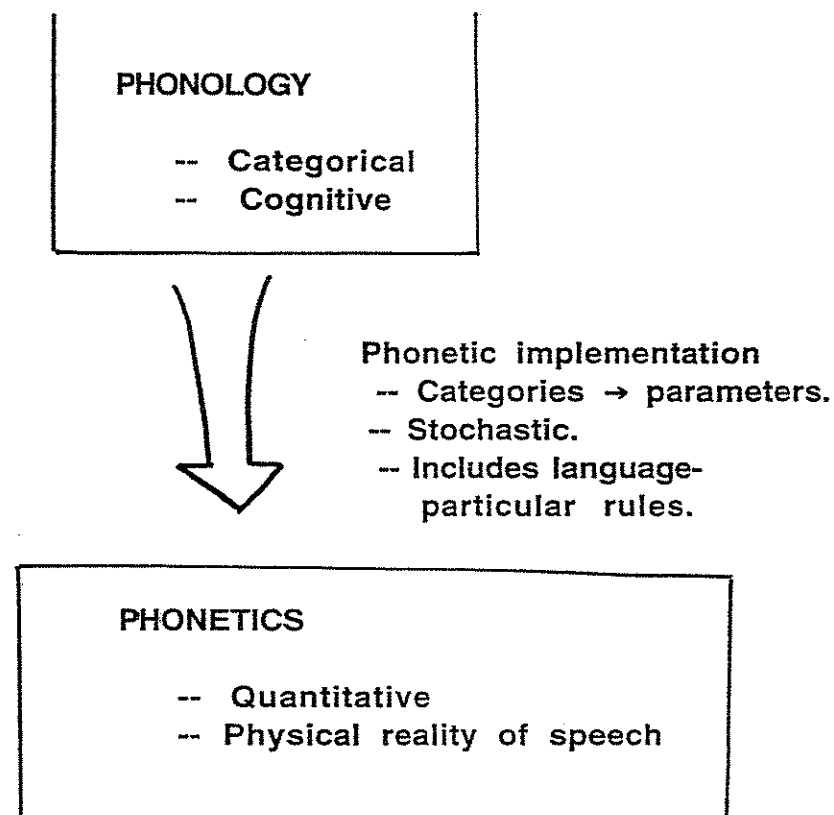 PHONOLOGY
-- Categorical
-- Cognitive
Phonetic implementation
-- Categories → parameters.
-- Stochastic.
-- Includes language-
particular rules.
PHONETICS
-- Quantitative
-- Physical reality of speech